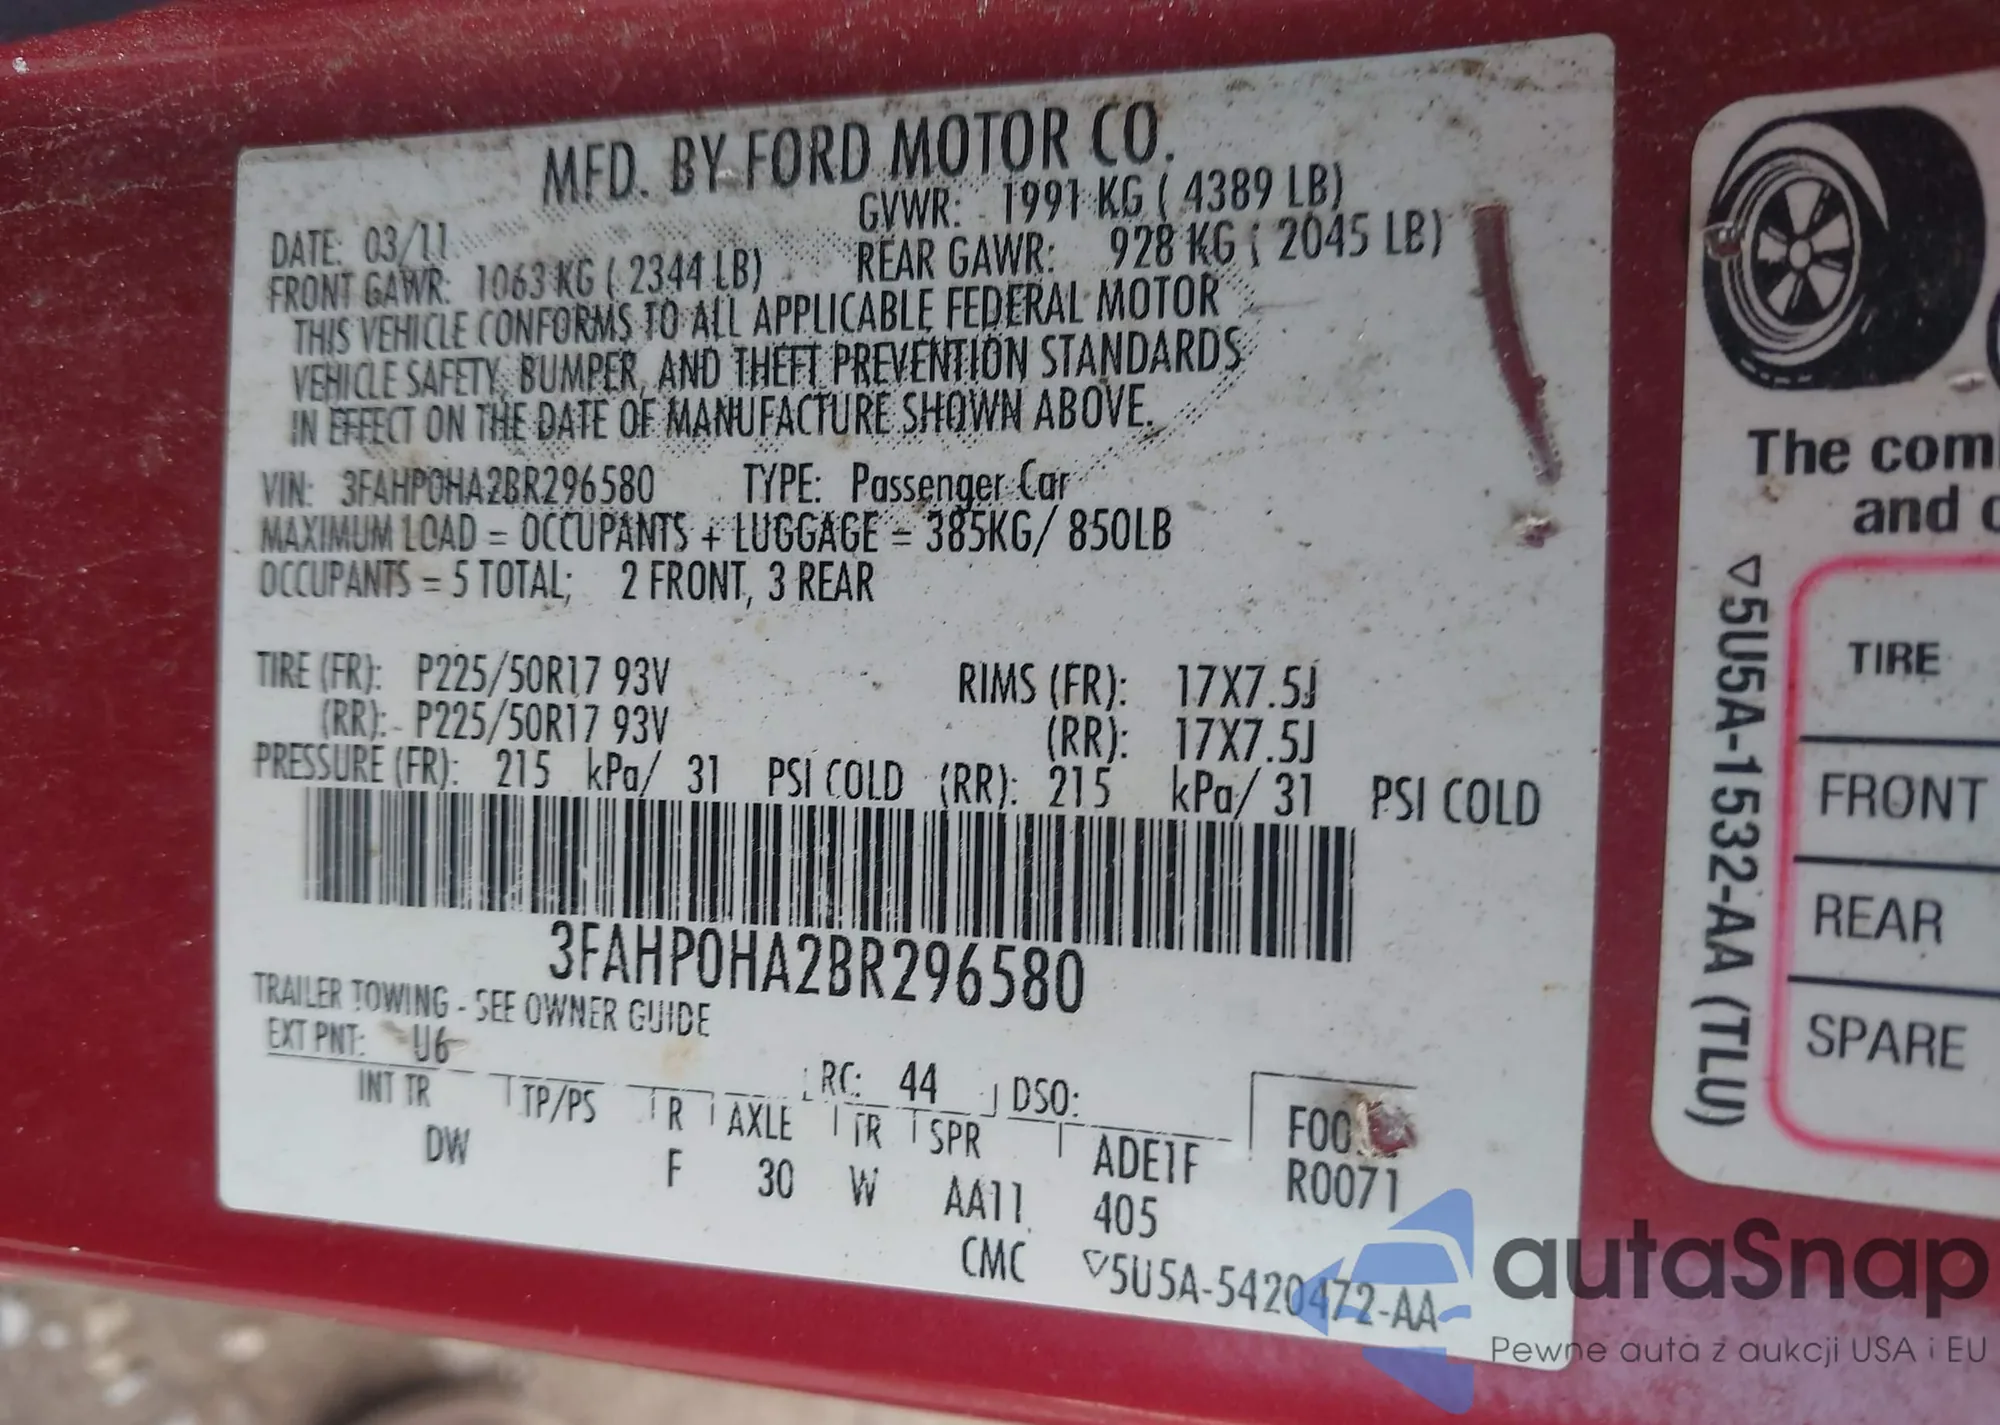 MFD. BY FORD MOTOR CO.
DATE: 03/11 GVWR: 1991 KG ( 4389 LB)
FRONT GAWR: 1063 KG ( 2344 LB) REAR GAWR: 928 KG ( 2045 LB)
THIS VEHICLE CONFORMS TO ALL APPLICABLE FEDERAL MOTOR
VEHICLE SAFETY, BUMPER, AND THEFT PREVENTION STANDARDS
IN EFFECT ON THE DATE OF MANUFACTURE SHOWN ABOVE.
VIN: 3FAHP0HA2BR296580 TYPE: Passenger Car
MAXIMUM LOAD = OCCUPANTS + LUGGAGE = 385KG/ 850LB
OCCUPANTS = 5 TOTAL; 2 FRONT, 3 REAR
TIRE (FR): P225/50R17 93V RIMS (FR): 17X7.5J
(RR): P225/50R17 93V (RR): 17X7.5J
PRESSURE (FR): 215 kPa/ 31 PSI COLD (RR): 215 kPa/ 31 PSI COLD
3FAHP0HA2BR296580
TRAILER TOWING - SEE OWNER GUIDE
EXT PNT: U6 RC: 44 DSO:
INT TR TP/PS R AXLE TR SPR ADE1F F00
DW F 30 W AA11 405 R0071
CMC ▽5U5A-5420472-AA
The com
and
▽5U5A-1532-AA (TLU)
TIRE
FRONT
REAR
SPARE
autaSnap
Pewne auta z aukcji USA i EU